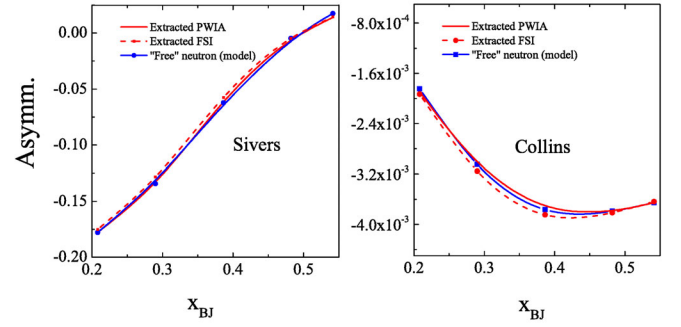 Asymm.
0.00
-0.05
-0.10
-0.15
-0.20
0.2
0.3
0.4
0.5
Extracted PWIA
Extracted FSI
"Free" neutron (model)
Sivers
x_BJ
-8.0x10⁻⁴
-1.6x10⁻³
-2.4x10⁻³
-3.2x10⁻³
-4.0x10⁻³
0.2
0.3
0.4
0.5
Extracted PWIA
Extracted FSI
"Free" neutron (model)
Collins
x_BJ